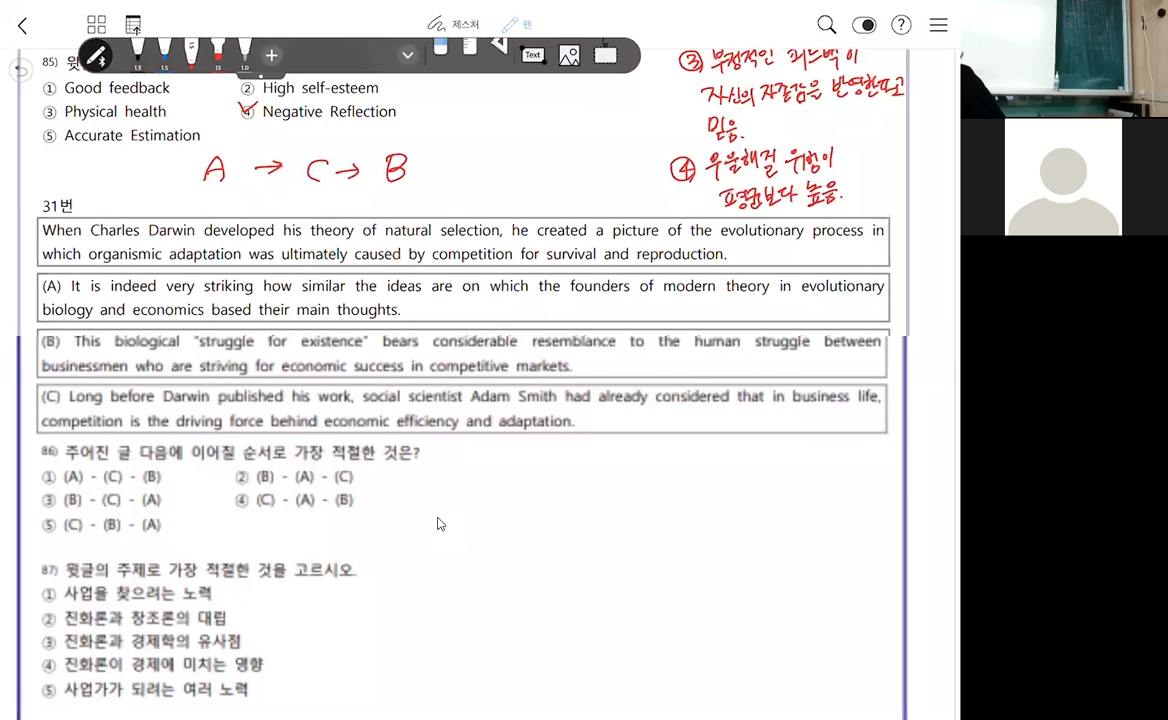 제스처 펜
1.5 1.5 15 13 1.0 Text
85) 윗
① Good feedback ② High self-esteem
③ Physical health ④ Negative Reflection
⑤ Accurate Estimation
A → C → B
③ 부정적인 피드백이
자신의 자존감을 반영한다고
믿음.
④ 우울해질 위험이
평균보다 높음.
31번
When Charles Darwin developed his theory of natural selection, he created a picture of the evolutionary process in
which organismic adaptation was ultimately caused by competition for survival and reproduction.
(A) It is indeed very striking how similar the ideas are on which the founders of modern theory in evolutionary
biology and economics based their main thoughts.
(B) This biological "struggle for existence" bears considerable resemblance to the human struggle between
businessmen who are striving for economic success in competitive markets.
(C) Long before Darwin published his work, social scientist Adam Smith had already considered that in business life,
competition is the driving force behind economic efficiency and adaptation.
86) 주어진 글 다음에 이어질 순서로 가장 적절한 것은?
① (A) - (C) - (B) ② (B) - (A) - (C)
③ (B) - (C) - (A) ④ (C) - (A) - (B)
⑤ (C) - (B) - (A)
87) 윗글의 주제로 가장 적절한 것을 고르시오.
① 사업을 찾으려는 노력
② 진화론과 창조론의 대립
③ 진화론과 경제학의 유사점
④ 진화론이 경제에 미치는 영향
⑤ 사업가가 되려는 여러 노력